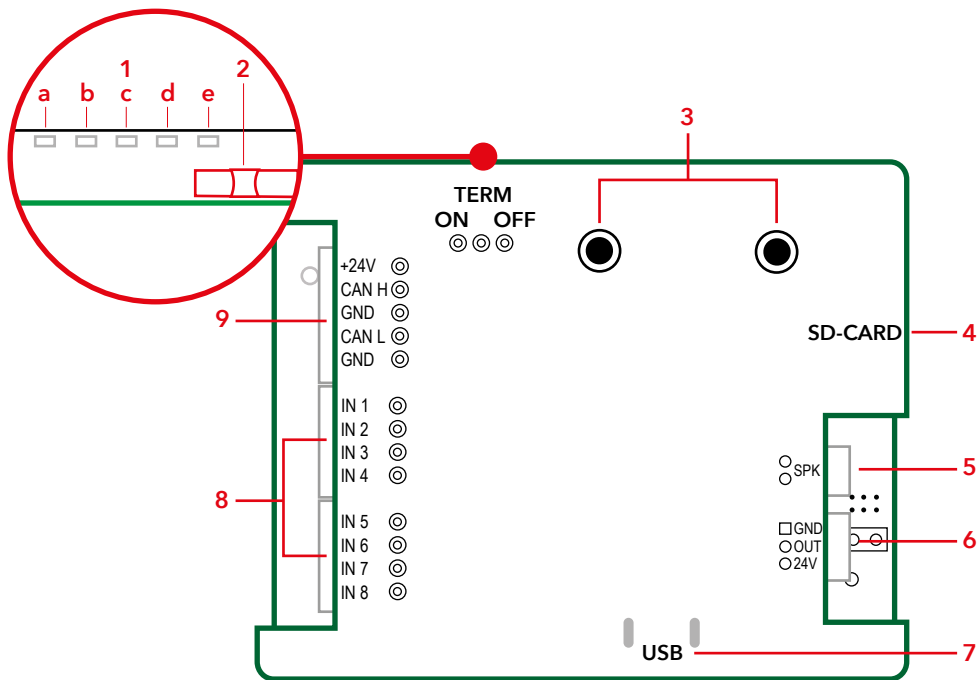 1
2
a b c d e
3
TERM
ON OFF
+24V
CAN H
GND
CAN L
GND
9
SD-CARD
4
IN 1
IN 2
IN 3
IN 4
8
IN 5
IN 6
IN 7
IN 8
SPK
5
GND
OUT
24V
6
USB
7